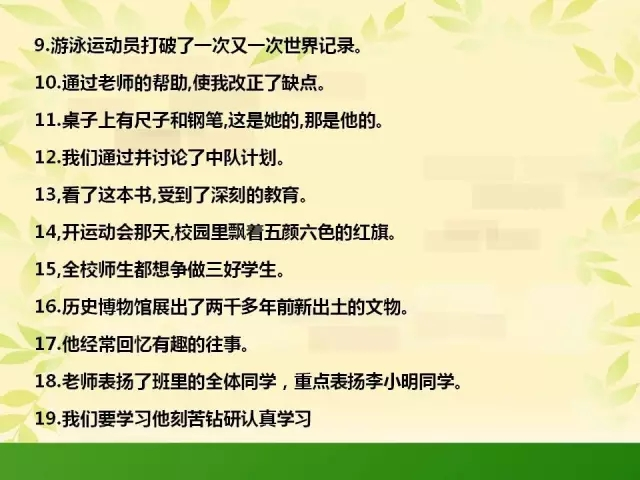 9.游泳运动员打破了一次又一次世界记录。
10.通过老师的帮助,使我改正了缺点。
11.桌子上有尺子和钢笔,这是她的,那是他的。
12.我们通过并讨论了中队计划。
13,看了这本书,受到了深刻的教育。
14,开运动会那天,校园里飘着五颜六色的红旗。
15,全校师生都想争做三好学生。
16.历史博物馆展出了两千多年前新出土的文物。
17.他经常回忆有趣的往事。
18.老师表扬了班里的全体同学，重点表扬李小明同学。
19.我们要学习他刻苦钻研认真学习